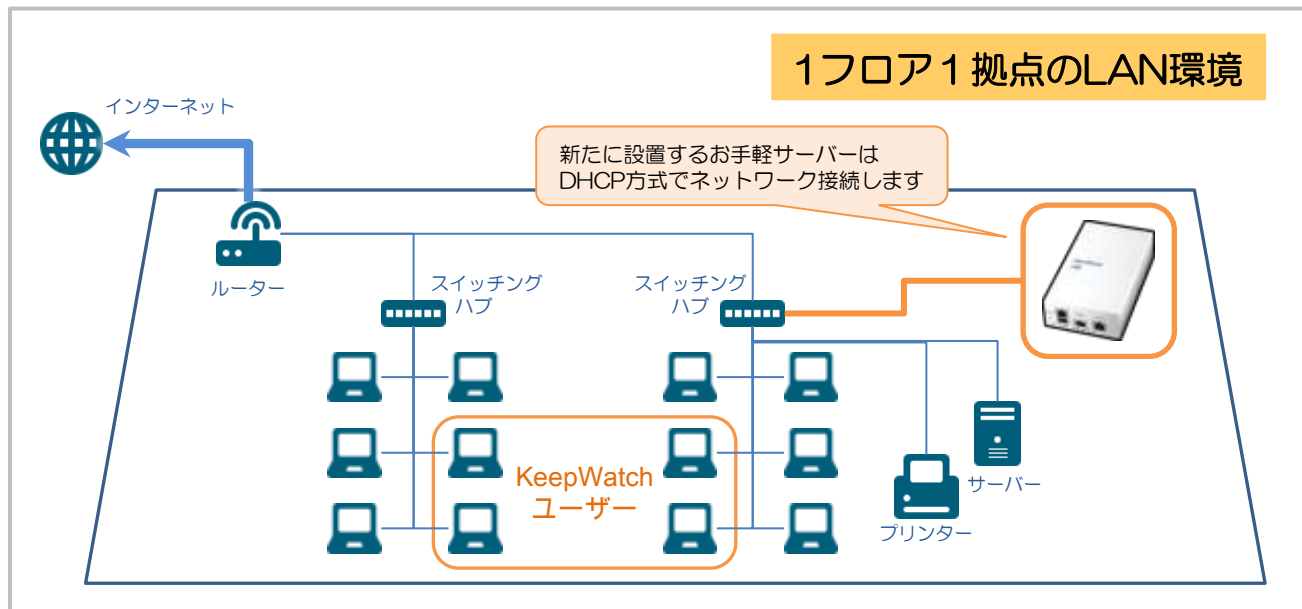 1フロア1拠点のLAN環境
インターネット
新たに設置するお手軽サーバーは
DHCP方式でネットワーク接続します
ルーター
スイッチング
ハブ
スイッチング
ハブ
KeepWatch
ユーザー
サーバー
プリンター